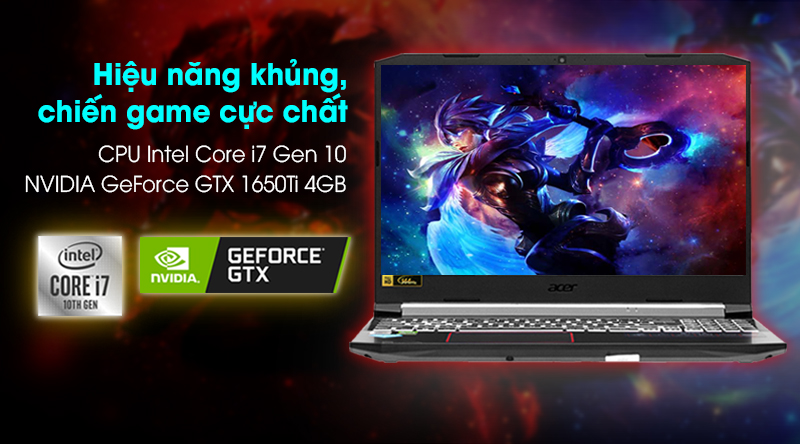 Hiệu năng khủng,
chiến game cực chất
CPU Intel Core i7 Gen 10
NVIDIA GeForce GTX 1650Ti 4GB
intel
CORE i7
10TH GEN
NVIDIA.
GEFORCE
GTX
acer